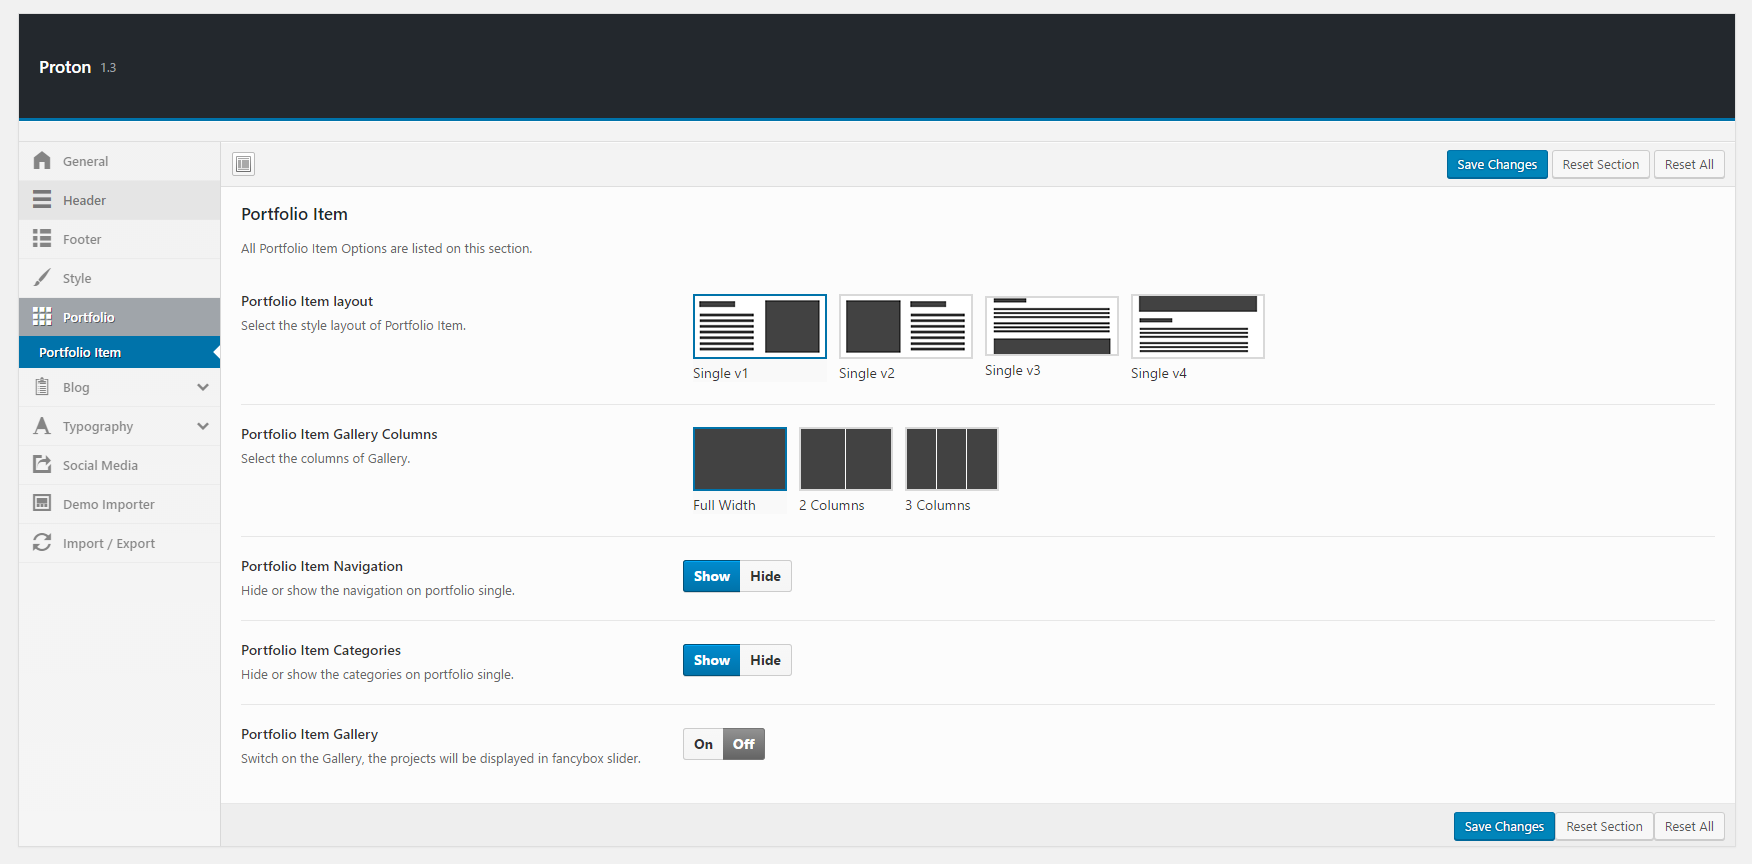 Proton 1.3
General
Header
Footer
Style
Portfolio
Portfolio Item
Blog
Typography
Social Media
Demo Importer
Import / Export
Save Changes Reset Section Reset All
Portfolio Item
All Portfolio Item Options are listed on this section.
Portfolio Item layout
Select the style layout of Portfolio Item.
Single v1 Single v2 Single v3 Single v4
Portfolio Item Gallery Columns
Select the columns of Gallery.
Full Width 2 Columns 3 Columns
Portfolio Item Navigation
Hide or show the navigation on portfolio single.
Show Hide
Portfolio Item Categories
Hide or show the categories on portfolio single.
Show Hide
Portfolio Item Gallery
Switch on the Gallery, the projects will be displayed in fancybox slider.
On Off
Save Changes Reset Section Reset All